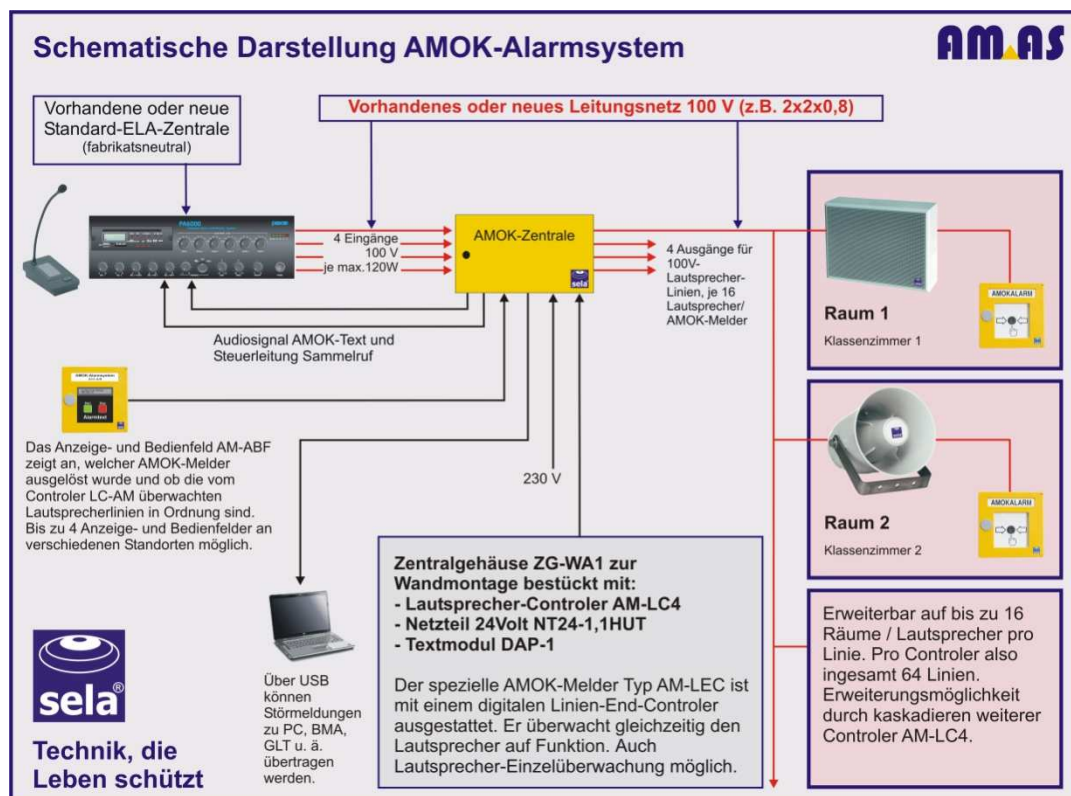 Schematische Darstellung AMOK-Alarmsystem
AMAS
Vorhandene oder neue
Standard-ELA-Zentrale
(fabrikatsneutral)
Vorhandenes oder neues Leitungsnetz 100 V (z.B. 2x2x0,8)
4 Eingänge
100 V
je max.120W
AMOK-Zentrale
sela
4 Ausgänge für
100V-
Lautsprecher-
Linien, je 16
Lautsprecher/
AMOK-Melder
Audiosignal AMOK-Text und
Steuerleitung Sammelruf
AMOKALARM
Raum 1
Klassenzimmer 1
AMOKALARM
Raum 2
Klassenzimmer 2
AMOK-Alarmsystem
Alarmtext
Das Anzeige- und Bedienfeld AM-ABF
zeigt an, welcher AMOK-Melder
ausgelöst wurde und ob die vom
Controler LC-AM überwachten
Lautsprecherlinien in Ordnung sind.
Bis zu 4 Anzeige- und Bedienfelder an
verschiedenen Standorten möglich.
230 V
Zentralgehäuse ZG-WA1 zur
Wandmontage bestückt mit:
- Lautsprecher-Controler AM-LC4
- Netzteil 24Volt NT24-1,1HUT
- Textmodul DAP-1
Der spezielle AMOK-Melder Typ AM-LEC ist
mit einem digitalen Linien-End-Controler
ausgestattet. Er überwacht gleichzeitig den
Lautsprecher auf Funktion. Auch
Lautsprecher-Einzelüberwachung möglich.
Erweiterbar auf bis zu 16
Räume / Lautsprecher pro
Linie. Pro Controler also
ingesamt 64 Linien.
Erweiterungsmöglichkeit
durch kaskadieren weiterer
Controler AM-LC4.
Über USB
können
Störmeldungen
zu PC, BMA,
GLT u. ä.
übertragen
werden.
sela®
Technik, die
Leben schützt